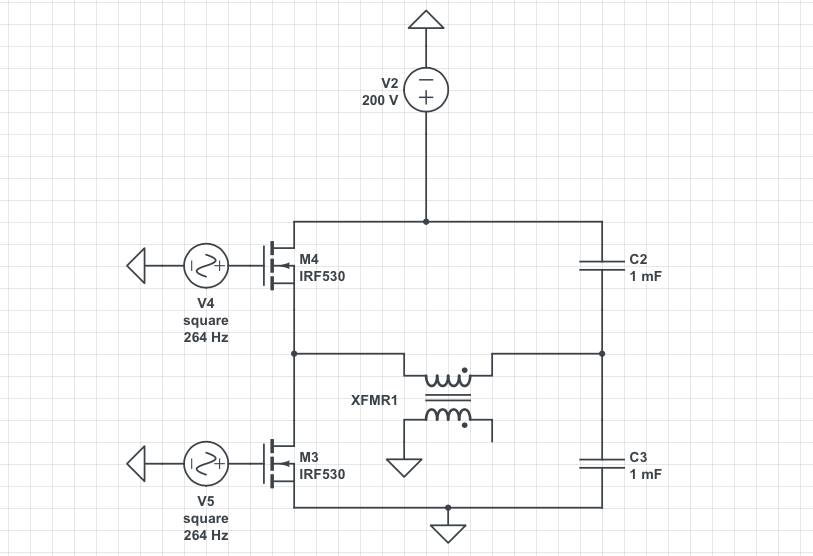 V2
200 V
M4
IRF530
C2
1 mF
V4
square
264 Hz
XFMR1
M3
IRF530
C3
1 mF
V5
square
264 Hz